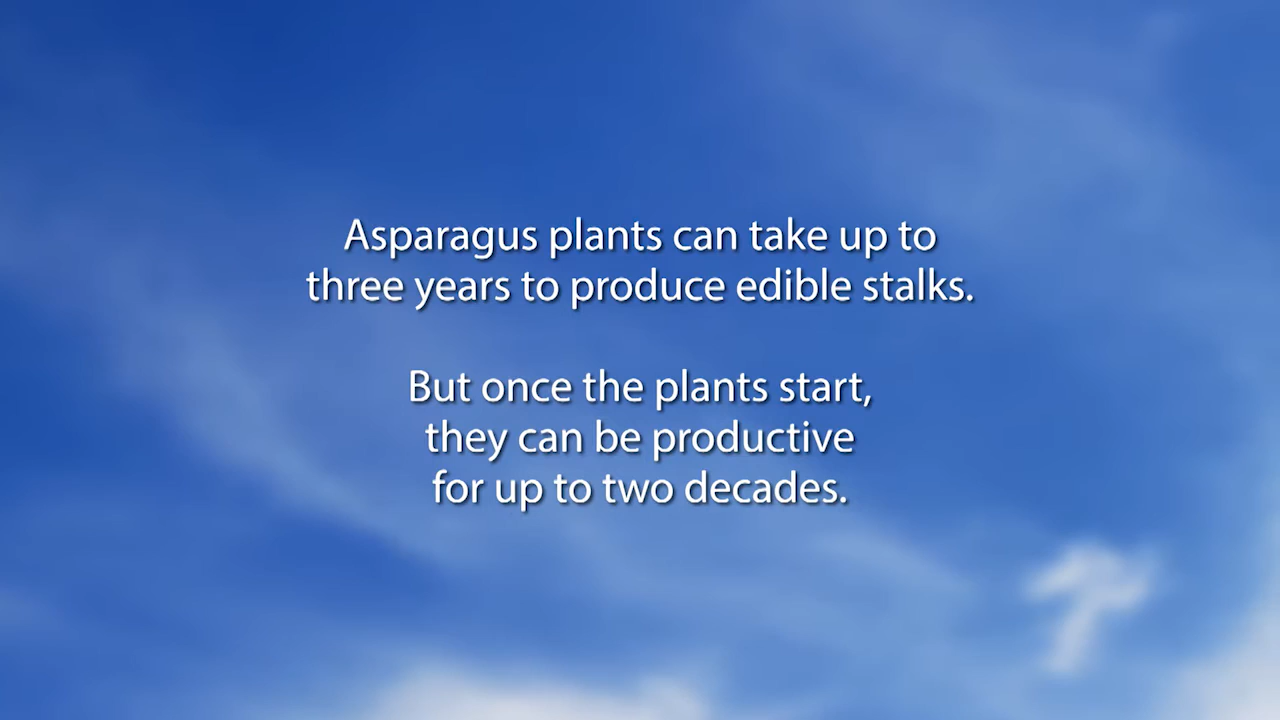 Asparagus plants can take up to
three years to produce edible stalks.
But once the plants start,
they can be productive
for up to two decades.